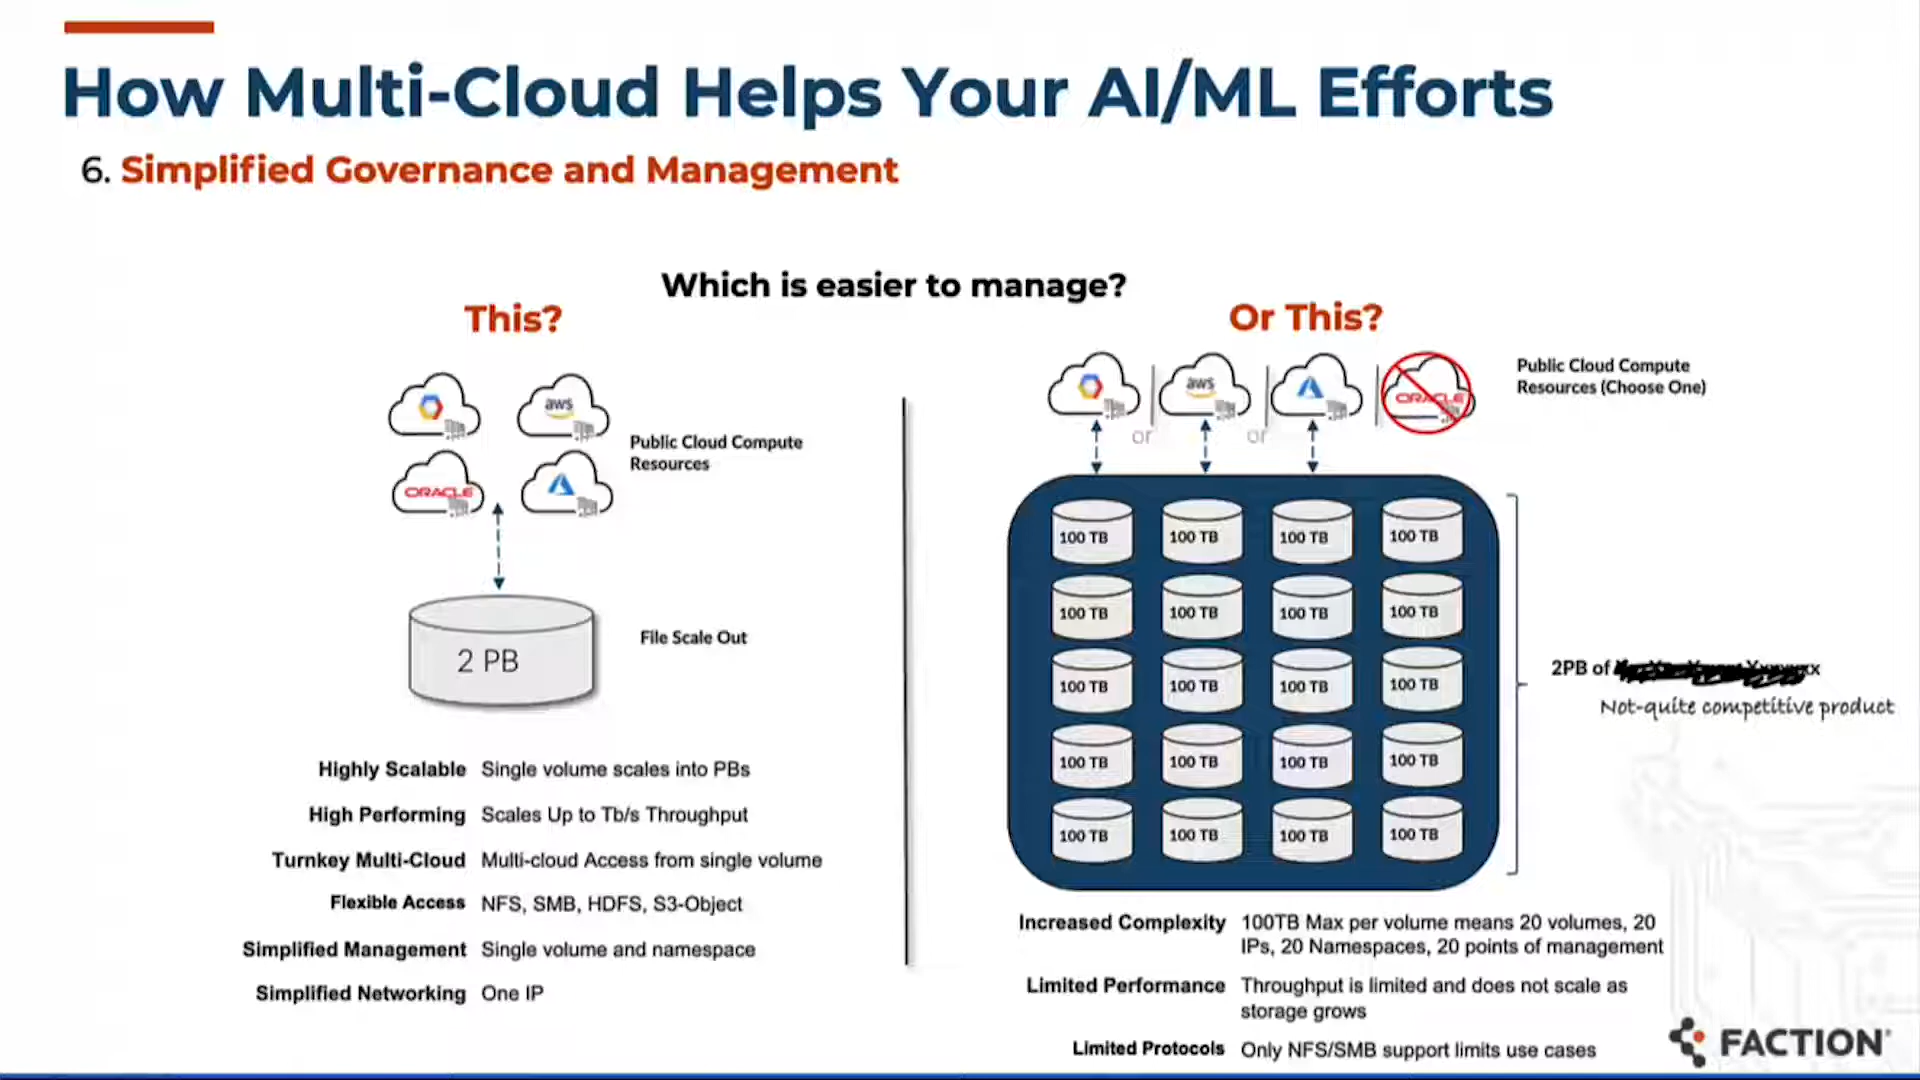 How Multi-Cloud Helps Your AI/ML Efforts
6. Simplified Governance and Management
Which is easier to manage?
This?
Public Cloud Compute
Resources
aws
ORACLE
2 PB
File Scale Out
Highly Scalable Single volume scales into PBs
High Performing Scales Up to Tb/s Throughput
Turnkey Multi-Cloud Multi-cloud Access from single volume
Flexible Access NFS, SMB, HDFS, S3-Object
Simplified Management Single volume and namespace
Simplified Networking One IP
Or This?
aws
ORACLE
Public Cloud Compute
Resources (Choose One)
or or
100 TB 100 TB 100 TB 100 TB
100 TB 100 TB 100 TB 100 TB
100 TB 100 TB 100 TB 100 TB
100 TB 100 TB 100 TB 100 TB
100 TB 100 TB 100 TB 100 TB
2PB of
Not-quite competitive product
Increased Complexity 100TB Max per volume means 20 volumes, 20
IPs, 20 Namespaces, 20 points of management
Limited Performance Throughput is limited and does not scale as
storage grows
Limited Protocols Only NFS/SMB support limits use cases
FACTION